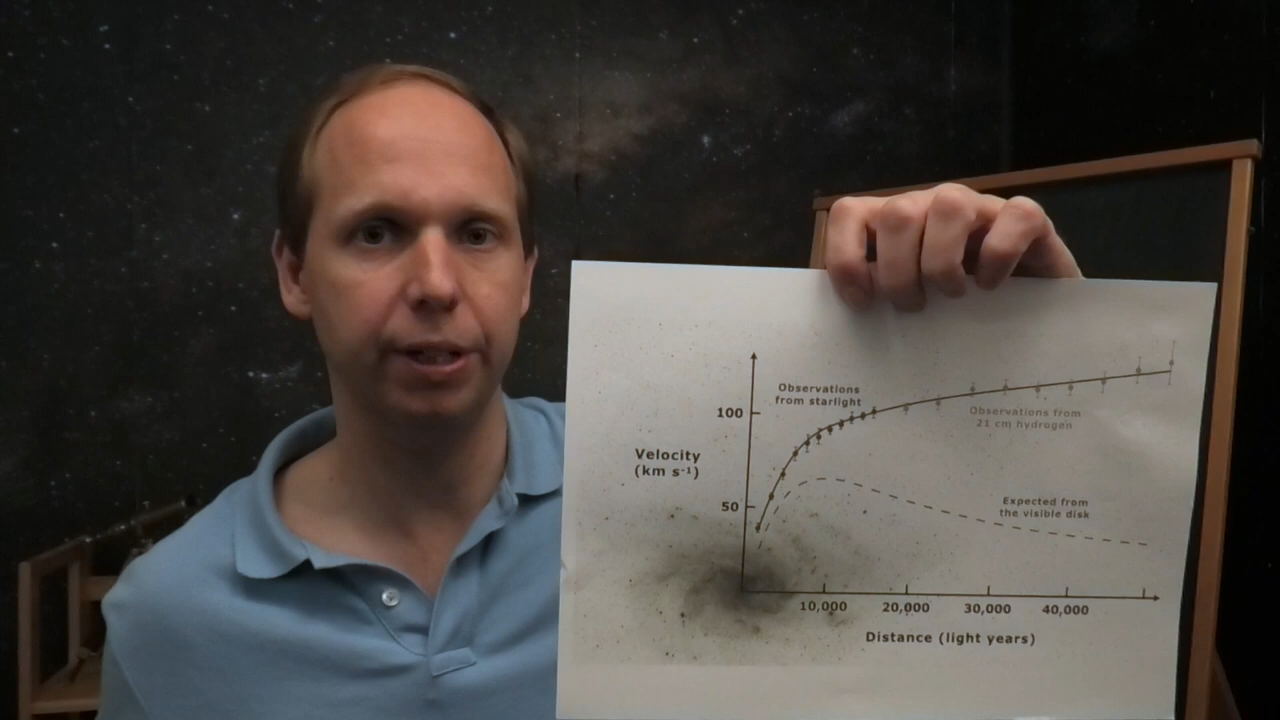 Observations
from starlight
100
Observations from
21 cm hydrogen
Velocity
(km s⁻¹)
50
Expected from
the visible disk
10,000 20,000 30,000 40,000
Distance (light years)